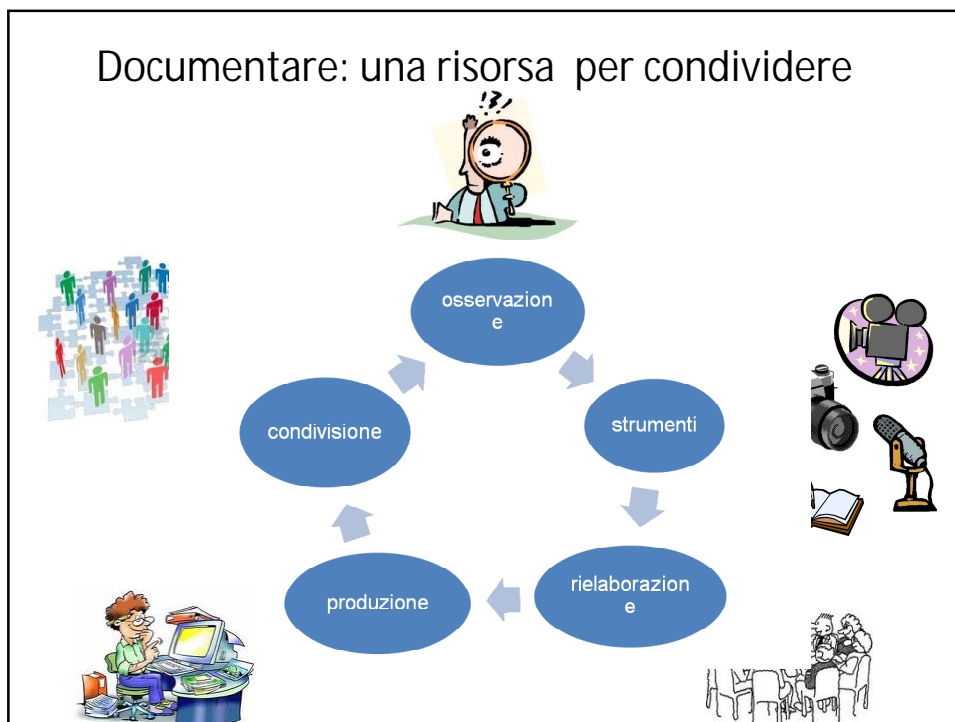 Documentare: una risorsa per condividere
!?!
osservazion
e
strumenti
rielaborazion
e
produzione
condivisione